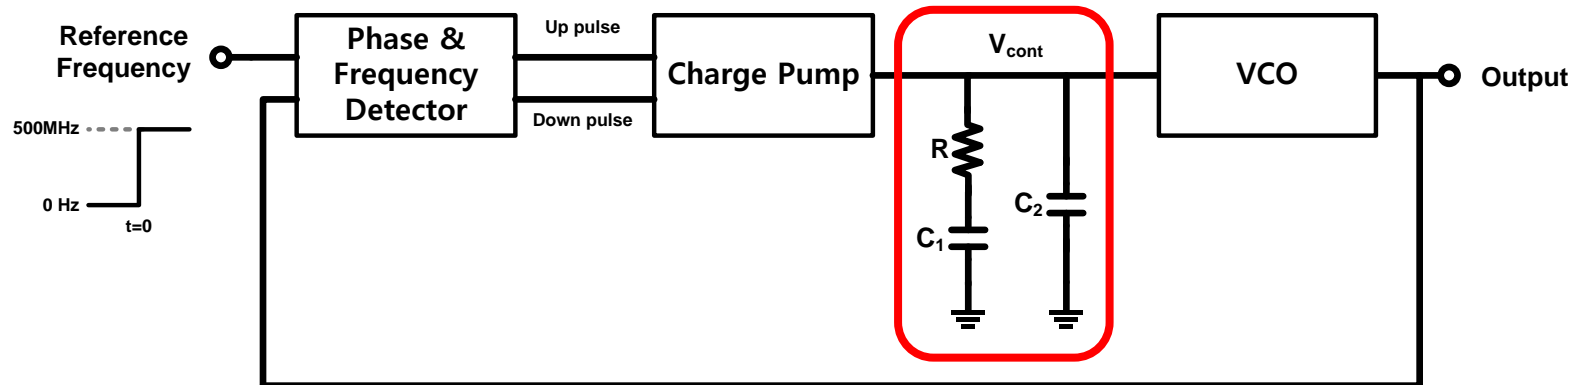 Reference
Frequency
500MHz
0 Hz
t=0
Phase &
Frequency
Detector
Up pulse
Down pulse
Charge Pump
Vcont
R
C1
C2
VCO
Output